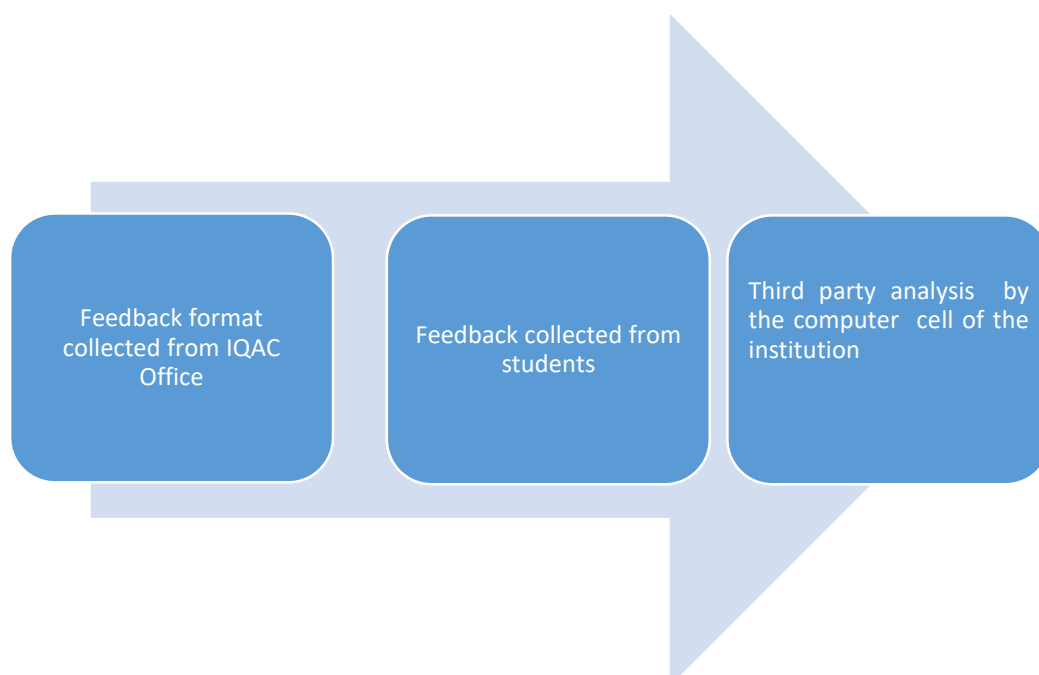 Feedback format
collected from IQAC
Office
Feedback collected from
students
Third party analysis by
the computer cell of the
institution